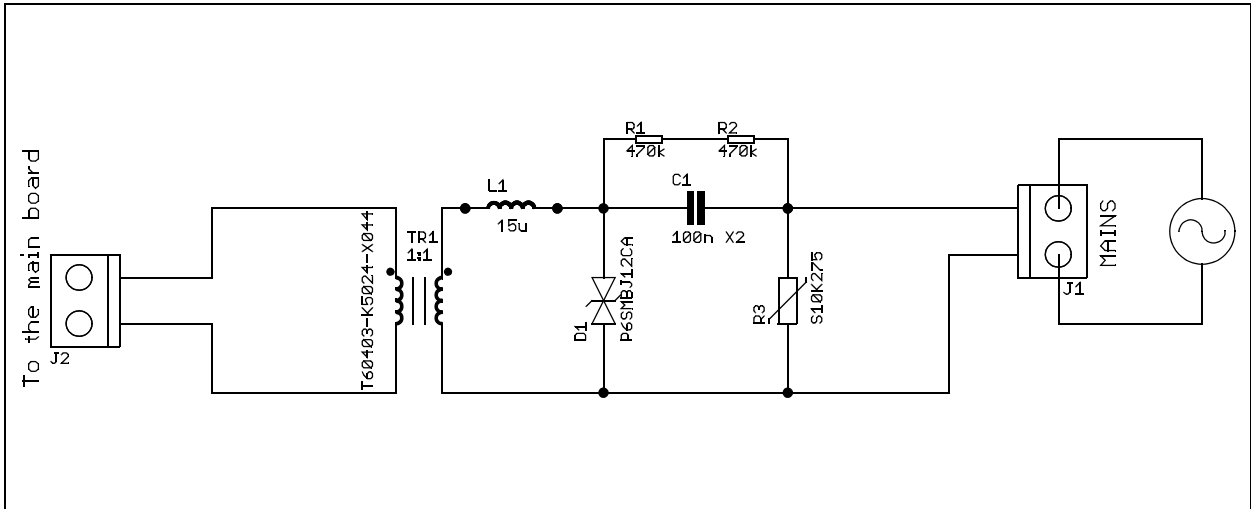 To the main board
J2
T60403-K5024-X044
TR1
1:1
L1
15u
R1
470k
R2
470k
C1
100n X2
D1
P6SMBJ12CA
R3
S10K275
J1
MAINS